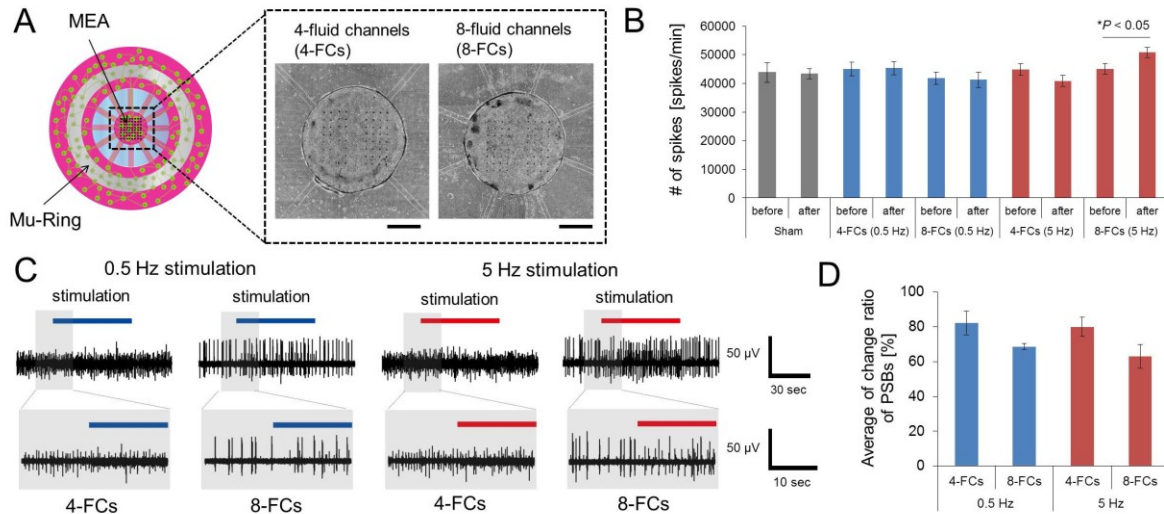 A
MEA
Mu-Ring
4-fluid channels
(4-FCs)
8-fluid channels
(8-FCs)
B
# of spikes [spikes/min]
60000
50000
40000
30000
20000
10000
0
*P < 0.05
before after before after before after before after before after
Sham 4-FCs (0.5 Hz) 8-FCs (0.5 Hz) 4-FCs (5 Hz) 8-FCs (5 Hz)
C
0.5 Hz stimulation 5 Hz stimulation
stimulation stimulation stimulation stimulation
50 µV
30 sec
50 µV
10 sec
4-FCs 8-FCs 4-FCs 8-FCs
D
Average of change ratio
of PSBs [%]
100
80
60
40
20
0
4-FCs 8-FCs 4-FCs 8-FCs
0.5 Hz 5 Hz